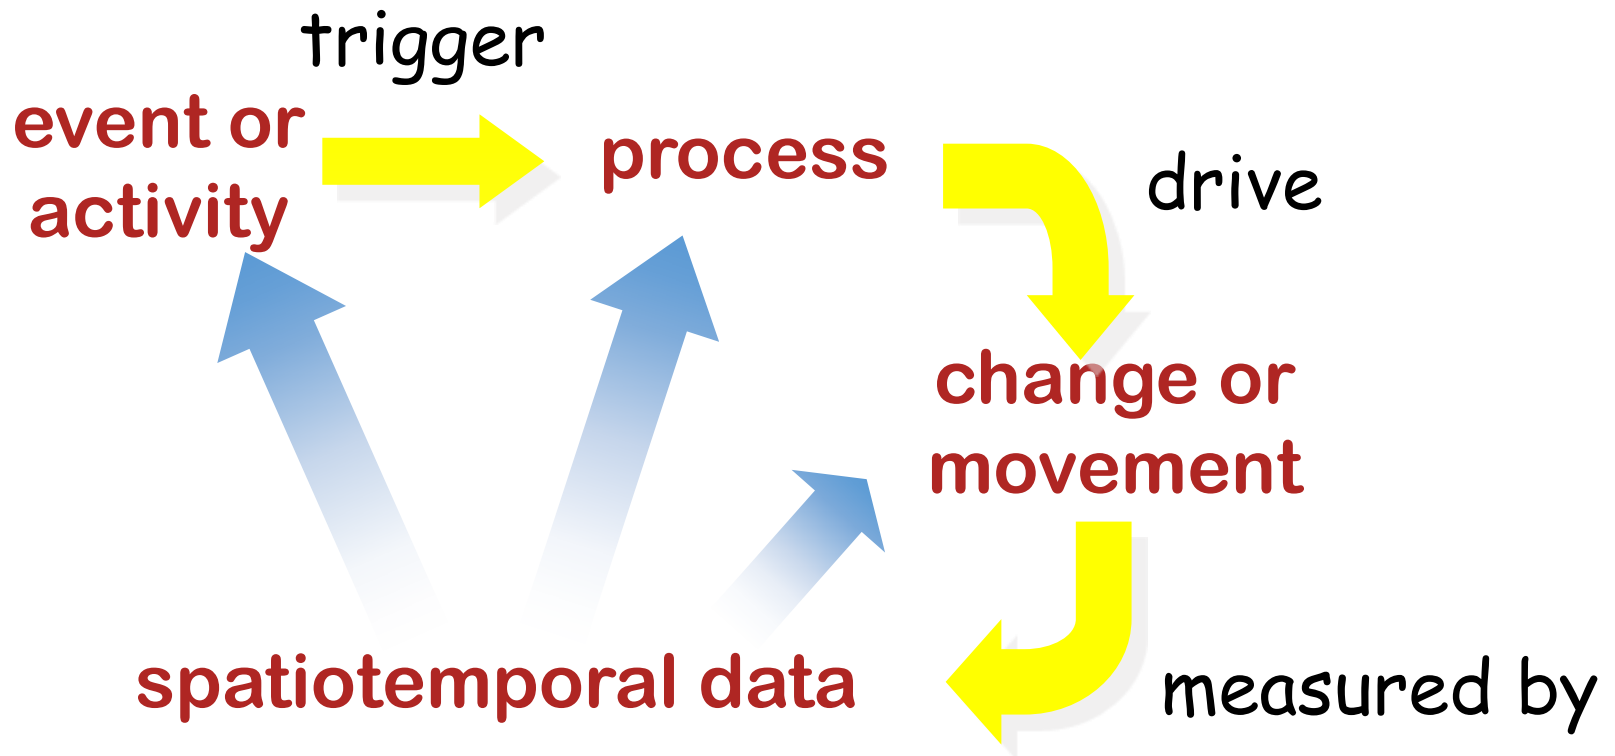 trigger
event or
activity
process
drive
change or
movement
spatiotemporal data
measured by